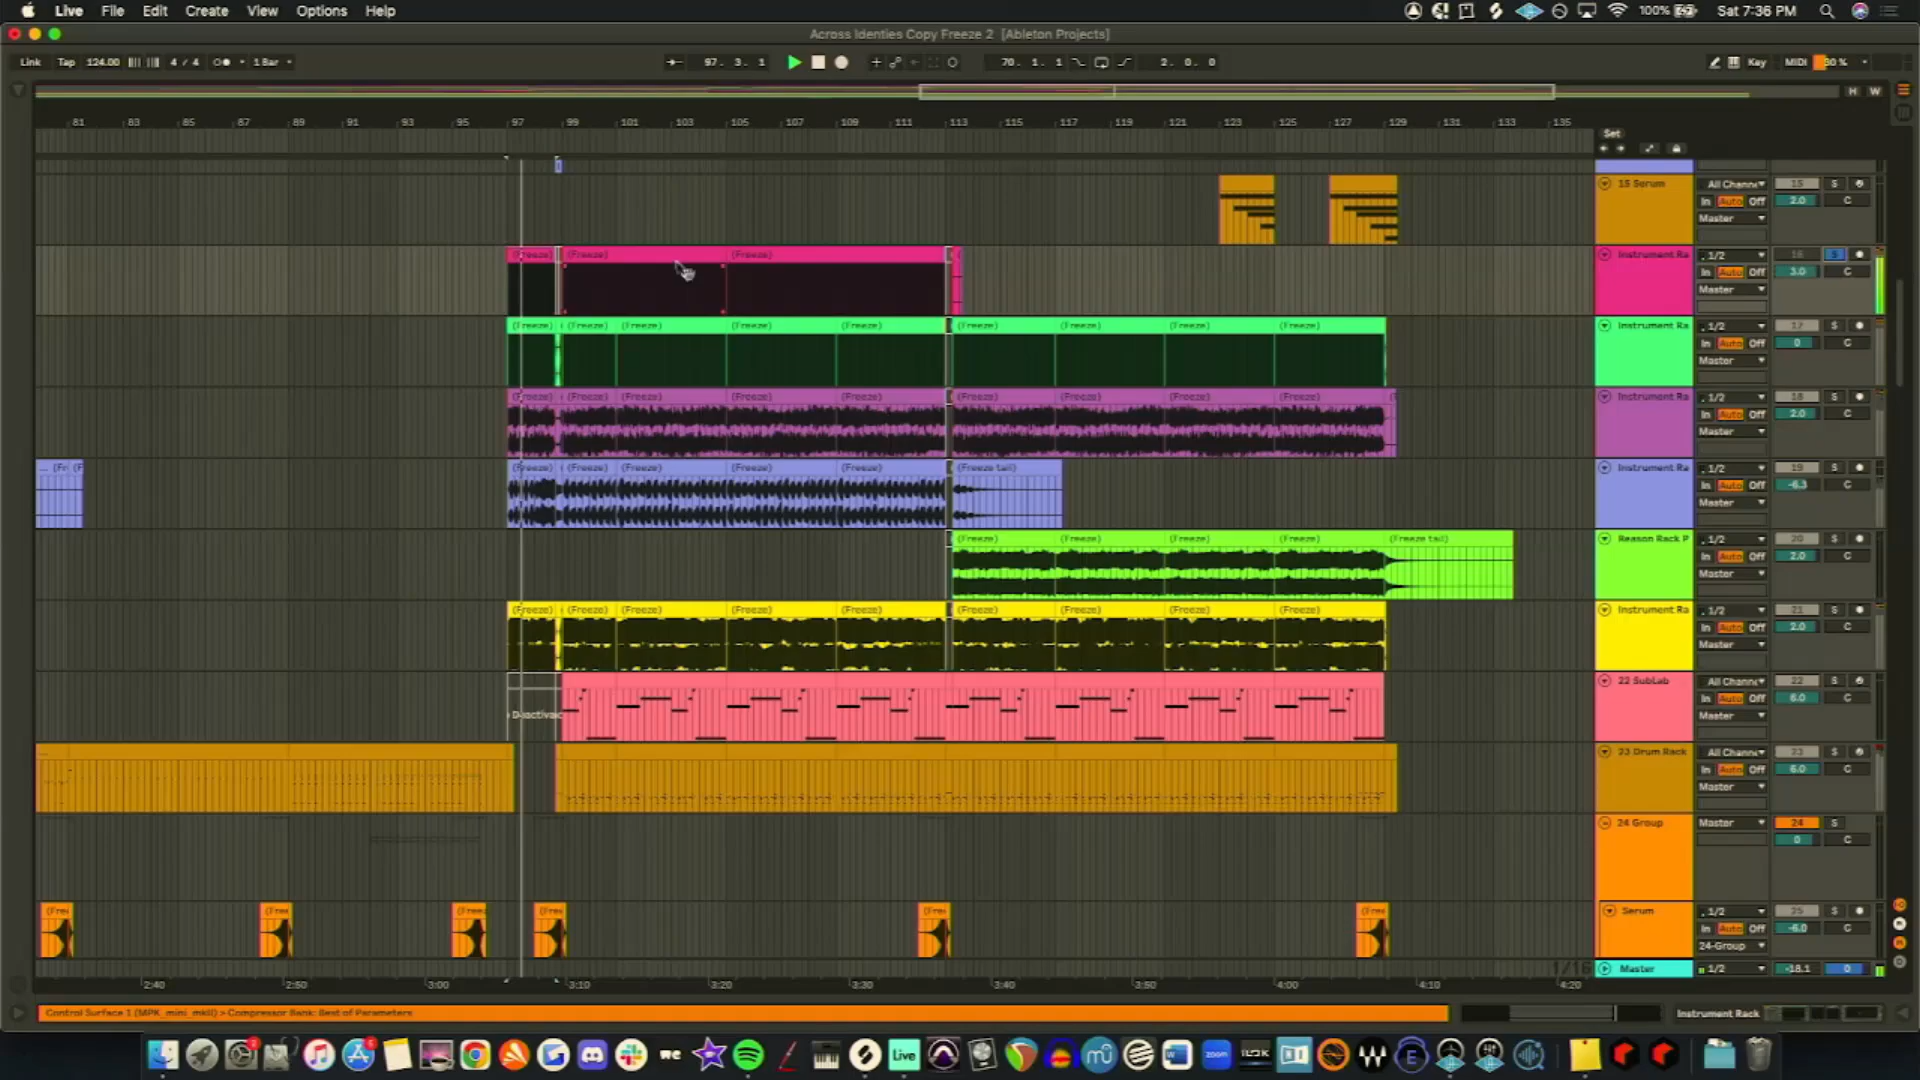 Live File Edit Create View Options Help 100% Sat 7:36 PM
Across Identies Copy Freeze 2 [Ableton Projects]
Link Tap 124.00 4 / 4 1 Bar 97. 3. 1 70. 1. 1 2. 0. 0 Key MIDI 30 %
H W
81 83 85 87 89 91 93 95 97 99 101 103 105 107 109 111 113 115 117 119 121 123 125 127 129 131 133 135
Set
15 Serum All Channe 15 S
In Auto Off 2.0 C
Master
(Freeze) (Freeze) (Freeze) Instrument Ra 1/2 16 S
In Auto Off 3.0 C
Master
(Freeze) (Freeze) (Freeze) (Freeze) (Freeze) (Freeze) (Freeze) (Freeze) (Freeze) Instrument Ra 1/2 17 S
In Auto Off 0 C
Master
(Freeze) (Freeze) (Freeze) (Freeze) (Freeze) (Freeze) (Freeze) (Freeze) (Freeze) Instrument Ra 1/2 18 S
In Auto Off 2.0 C
Master
(Freeze) (Freeze) (Freeze) (Freeze) (Freeze) (Freeze tail) Instrument Ra 1/2 19 S
In Auto Off -6.3 C
Master
(Freeze) (Freeze) (Freeze) (Freeze) (Freeze tail) Reason Rack P 1/2 20 S
In Auto Off 2.0 C
Master
(Freeze) (Freeze) (Freeze) (Freeze) (Freeze) (Freeze) (Freeze) (Freeze) (Freeze) Instrument Ra 1/2 21 S
In Auto Off 2.0 C
Master
22 SubLab All Channe 22 S
In Auto Off 6.0 C
Master
23 Drum Rack All Channe 23 S
In Auto Off 6.0 C
Master
24 Group Master 24 S
0 C
(Free (Free (Free (Free (Free (Free Serum 1/2 25 S
In Auto Off -6.0 C
24-Group
1/16 Master 1/2 -18.1 0
2:40 2:50 3:00 3:10 3:20 3:30 3:40 3:50 4:00 4:10 4:20
Control Surface 1 (MPK_mini_mkII) > Compressor Bank: Best of Parameters Instrument Rack
Live zoom iLOK